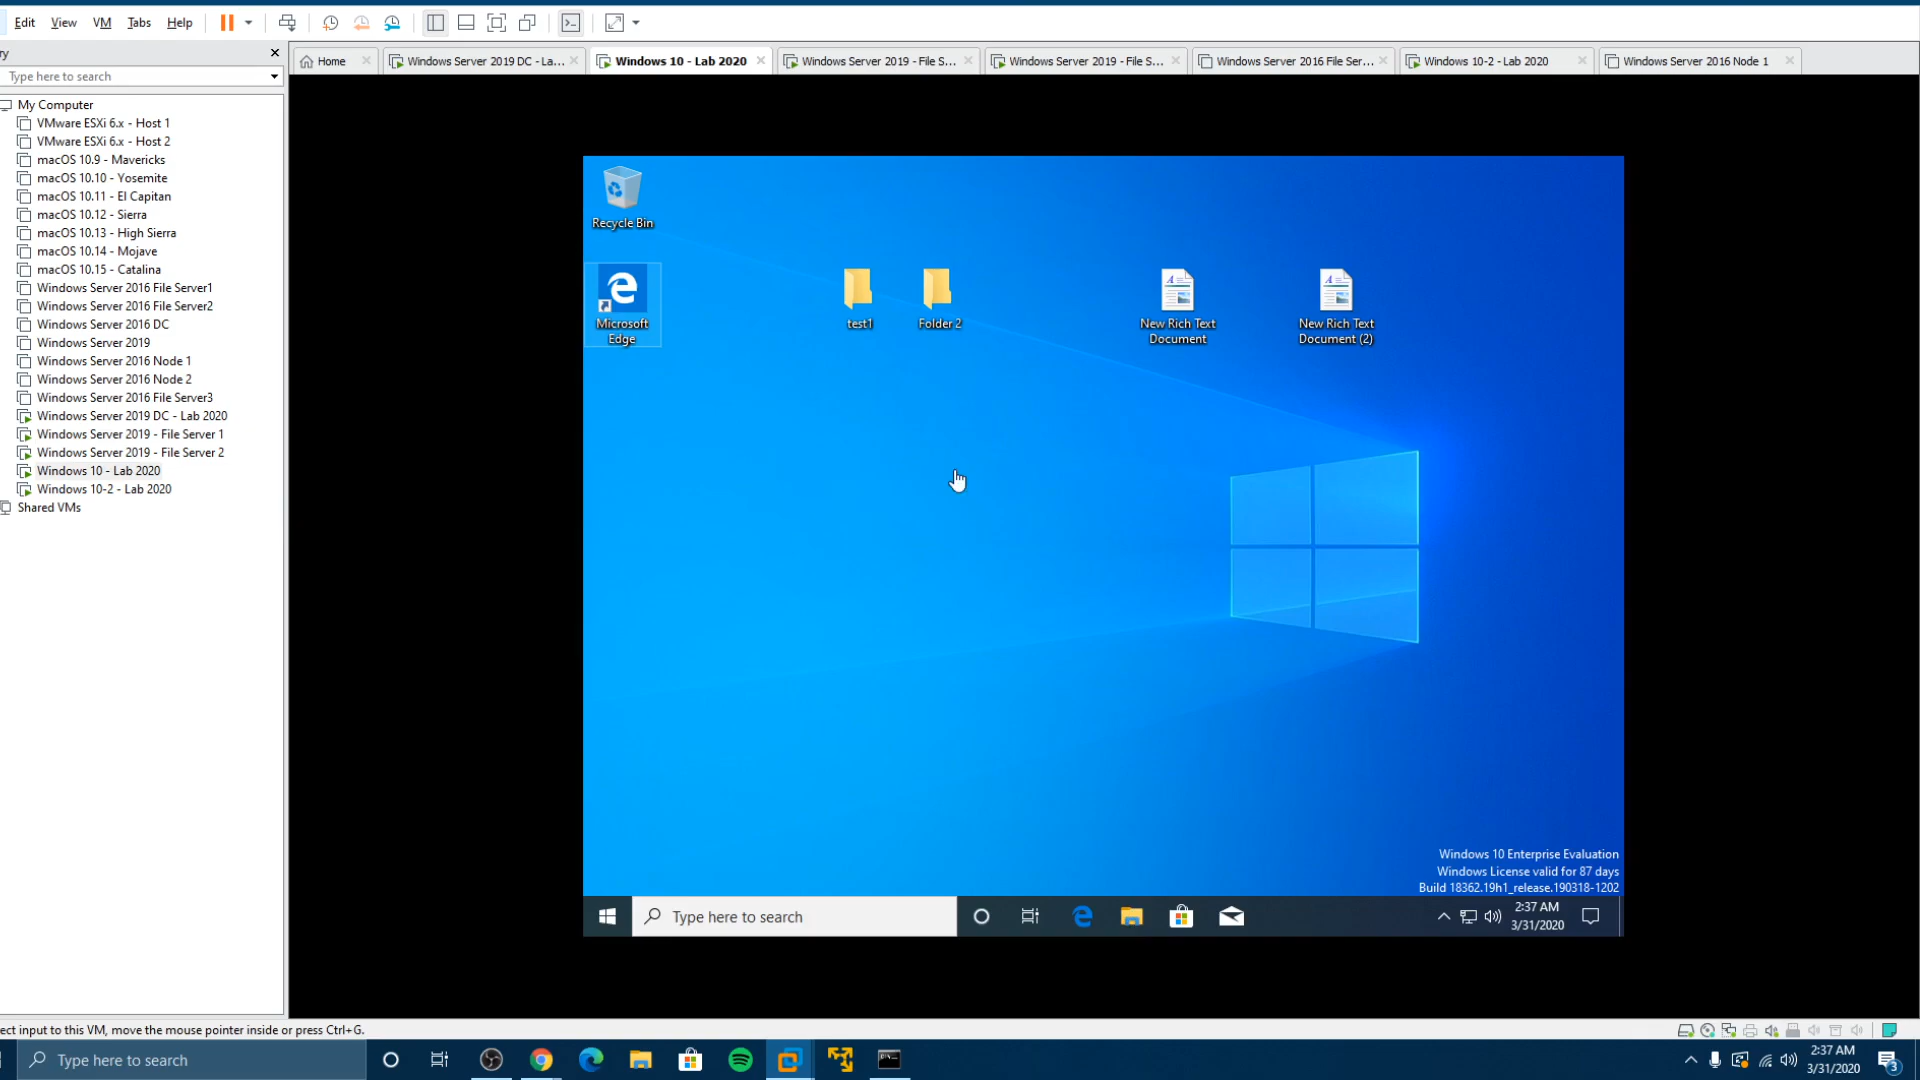 Edit View VM Tabs Help
ry
Type here to search
My Computer
VMware ESXi 6.x - Host 1
VMware ESXi 6.x - Host 2
macOS 10.9 - Mavericks
macOS 10.10 - Yosemite
macOS 10.11 - El Capitan
macOS 10.12 - Sierra
macOS 10.13 - High Sierra
macOS 10.14 - Mojave
macOS 10.15 - Catalina
Windows Server 2016 File Server1
Windows Server 2016 File Server2
Windows Server 2016 DC
Windows Server 2019
Windows Server 2016 Node 1
Windows Server 2016 Node 2
Windows Server 2016 File Server3
Windows Server 2019 DC - Lab 2020
Windows Server 2019 - File Server 1
Windows Server 2019 - File Server 2
Windows 10 - Lab 2020
Windows 10-2 - Lab 2020
Shared VMs
Home
Windows Server 2019 DC - La...
Windows 10 - Lab 2020
Windows Server 2019 - File S...
Windows Server 2019 - File S...
Windows Server 2016 File Ser...
Windows 10-2 - Lab 2020
Windows Server 2016 Node 1
Recycle Bin
Microsoft
Edge
test1
Folder 2
New Rich Text
Document
New Rich Text
Document (2)
Windows 10 Enterprise Evaluation
Windows License valid for 87 days
Build 18362.19h1_release.190318-1202
Type here to search
2:37 AM
3/31/2020
ect input to this VM, move the mouse pointer inside or press Ctrl+G.
Type here to search
2:37 AM
3/31/2020
3